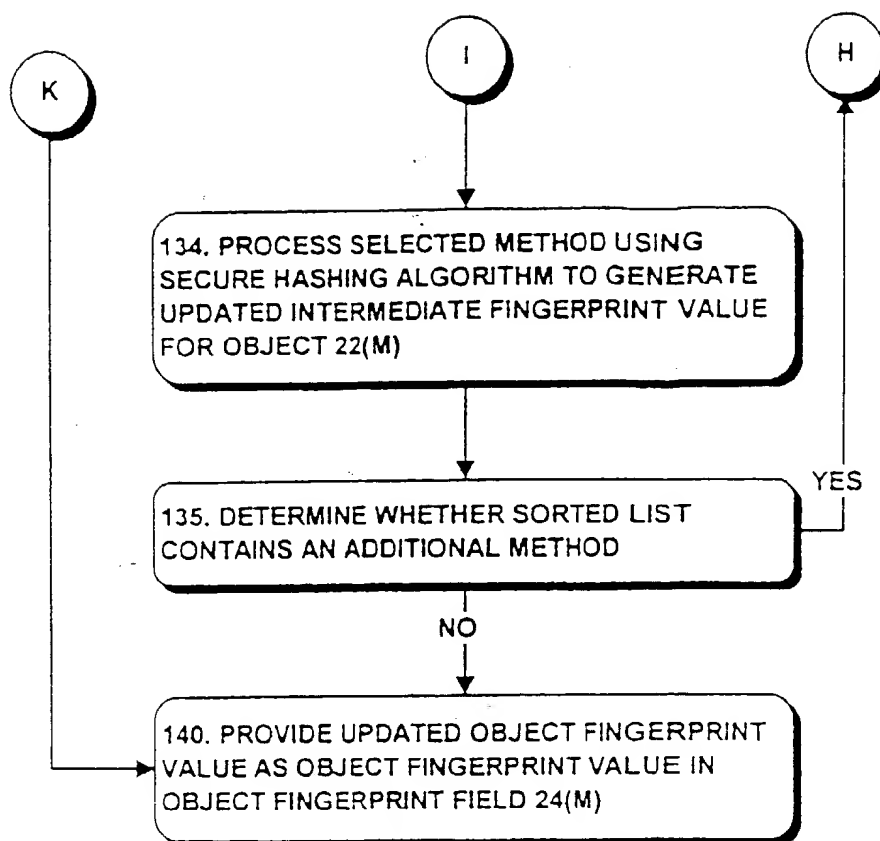 K
I
H
134. PROCESS SELECTED METHOD USING
SECURE HASHING ALGORITHM TO GENERATE
UPDATED INTERMEDIATE FINGERPRINT VALUE
FOR OBJECT 22(M)
YES
135. DETERMINE WHETHER SORTED LIST
CONTAINS AN ADDITIONAL METHOD
NO
140. PROVIDE UPDATED OBJECT FINGERPRINT
VALUE AS OBJECT FINGERPRINT VALUE IN
OBJECT FINGERPRINT FIELD 24(M)